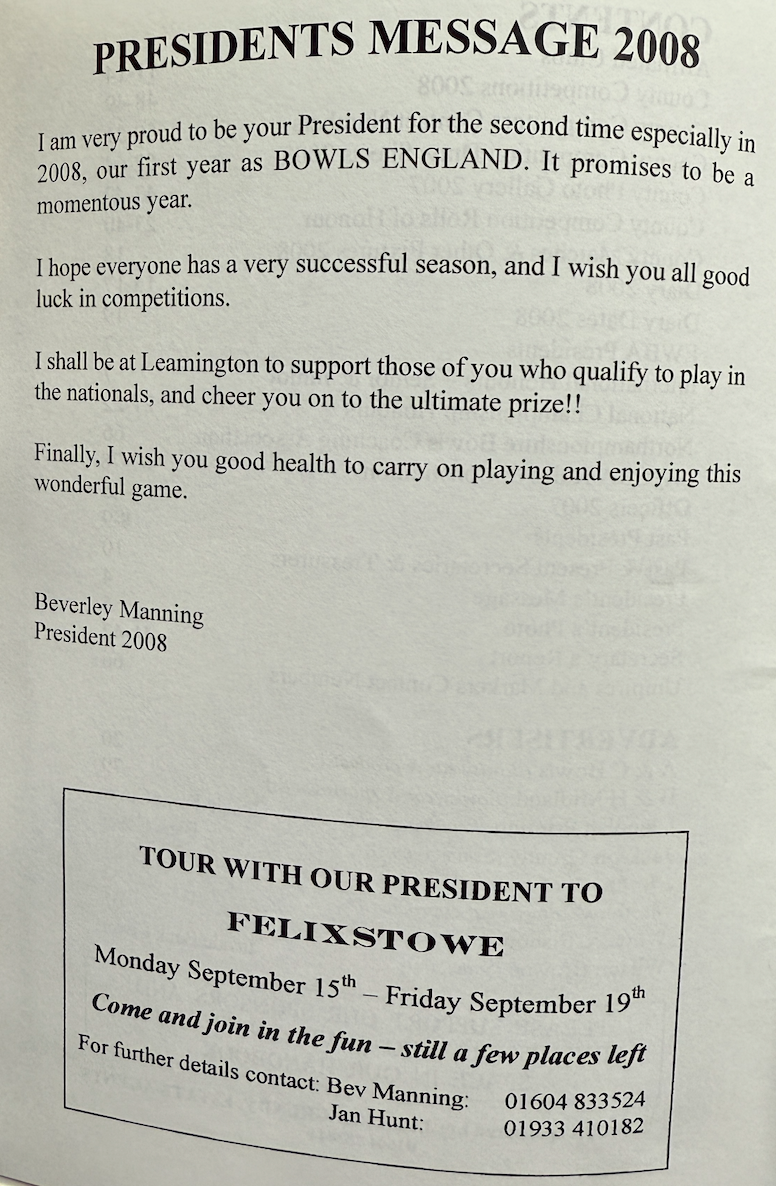 PRESIDENTS MESSAGE 2008
I am very proud to be your President for the second time especially in
2008, our first year as BOWLS ENGLAND. It promises to be a
momentous year.
I hope everyone has a very successful season, and I wish you all good
luck in competitions.
I shall be at Leamington to support those of you who qualify to play in
the nationals, and cheer you on to the ultimate prize!!
Finally, I wish you good health to carry on playing and enjoying this
wonderful game.
Beverley Manning
President 2008
TOUR WITH OUR PRESIDENT TO
FELIXSTOWE
Monday September 15th – Friday September 19th
Come and join in the fun – still a few places left
For further details contact: Bev Manning: 01604 833524
Jan Hunt: 01933 410182